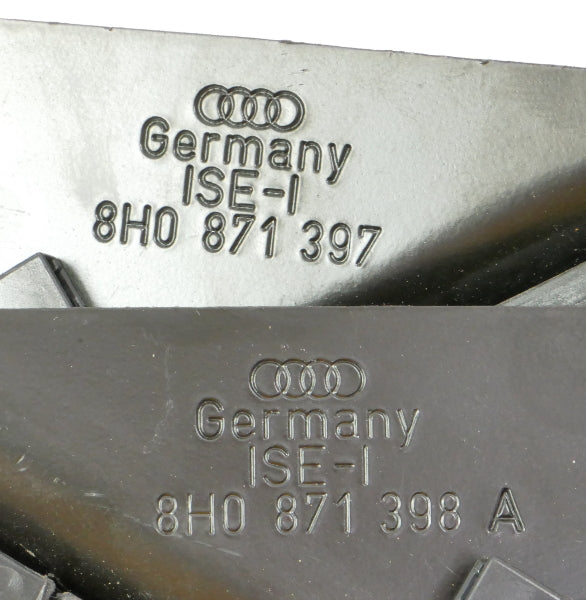 Germany
ISE-I
8H0 871 397
Germany
ISE-I
8H0 871 398 A